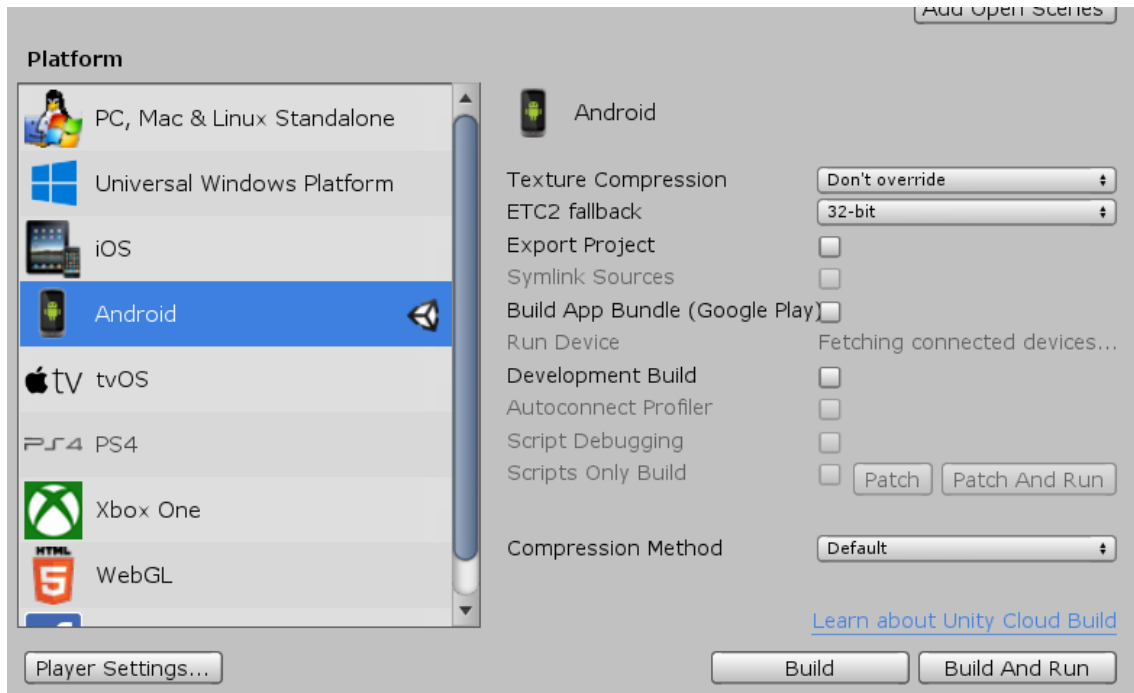 Add Open Scenes
Platform
PC, Mac & Linux Standalone
Universal Windows Platform
iOS
Android
tv tvOS
PS4 PS4
Xbox One
HTML
5 WebGL
Player Settings...
Android
Texture Compression Don't override
ETC2 fallback 32-bit
Export Project
Symlink Sources
Build App Bundle (Google Play)
Run Device Fetching connected devices...
Development Build
Autoconnect Profiler
Script Debugging
Scripts Only Build Patch Patch And Run
Compression Method Default
Learn about Unity Cloud Build
Build Build And Run